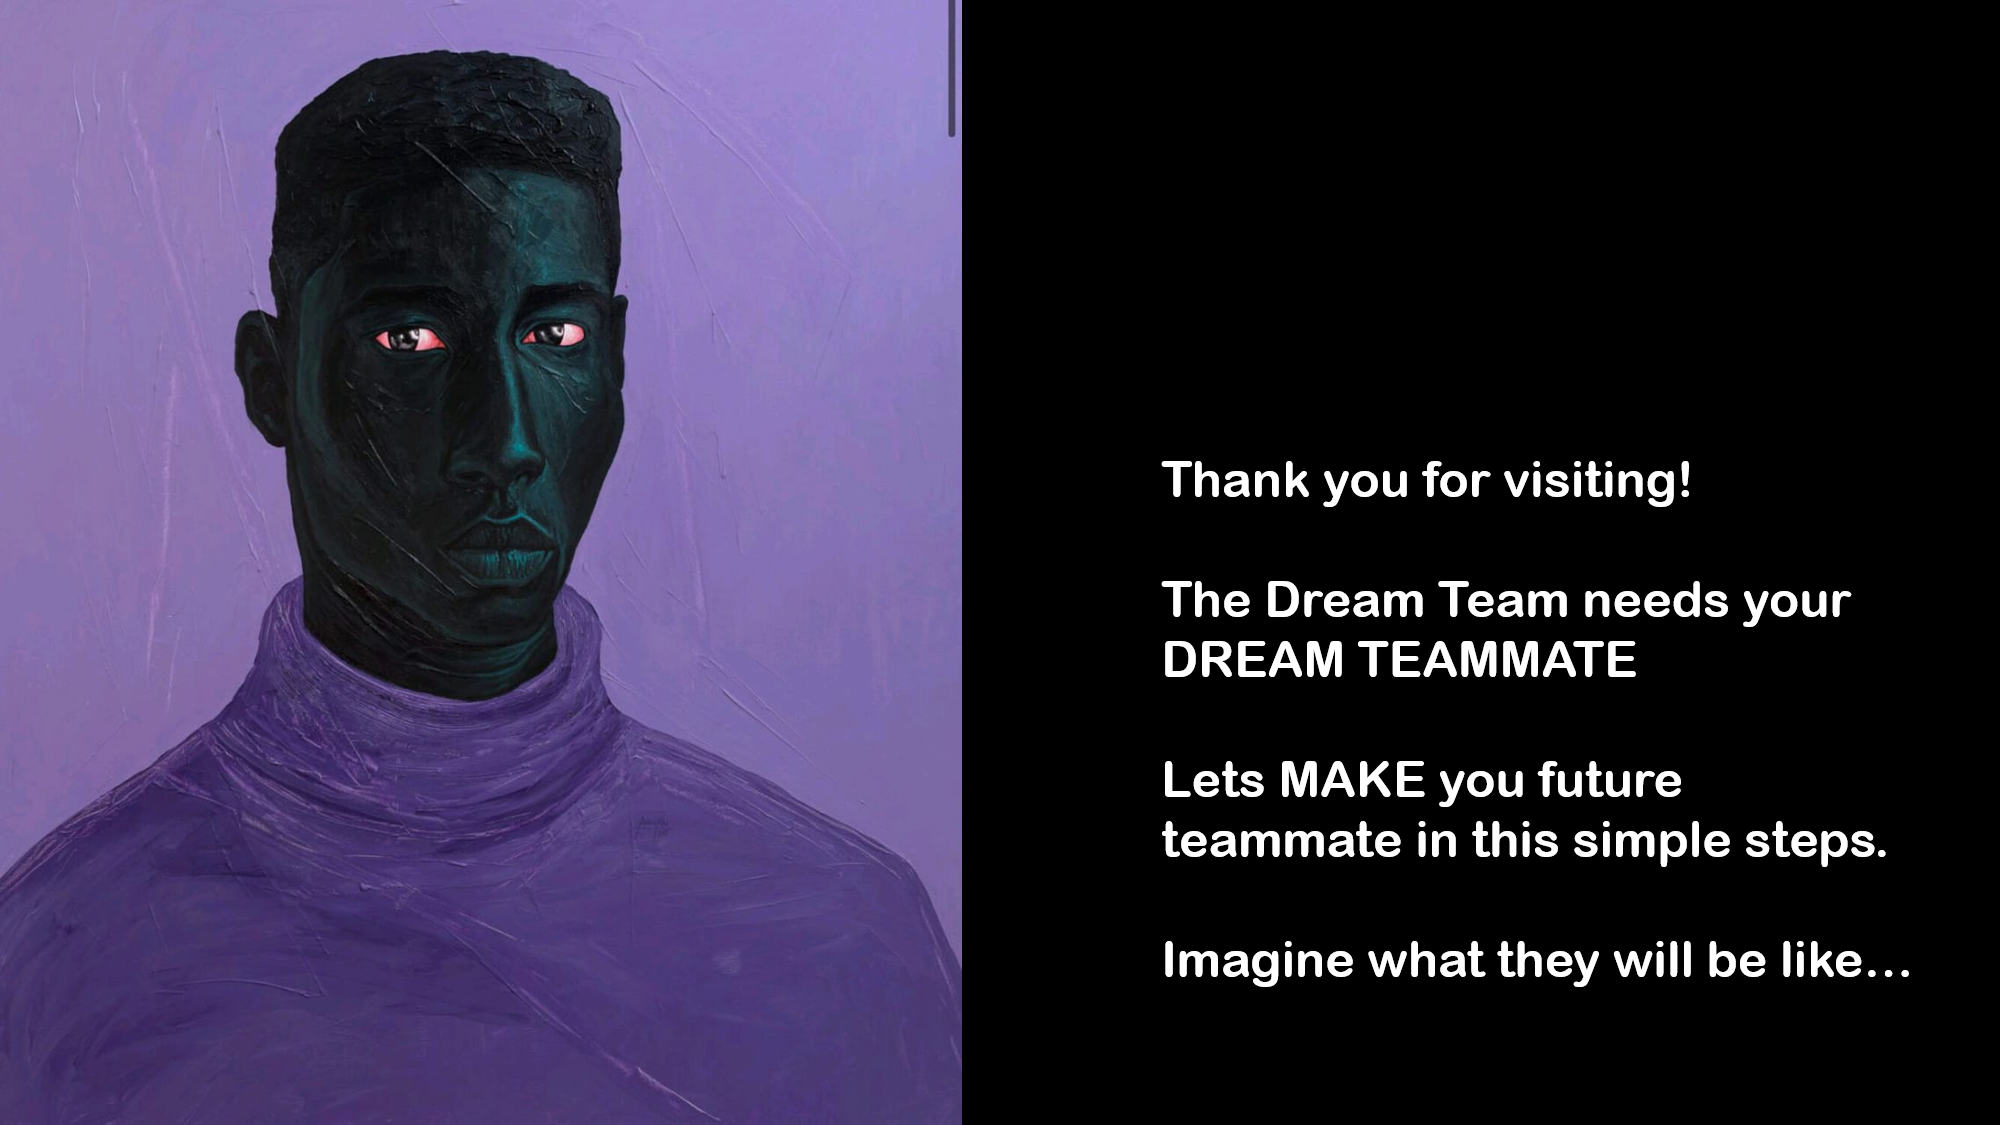 Thank you for visiting!
The Dream Team needs your
DREAM TEAMMATE
Lets MAKE you future
teammate in this simple steps.
Imagine what they will be like...